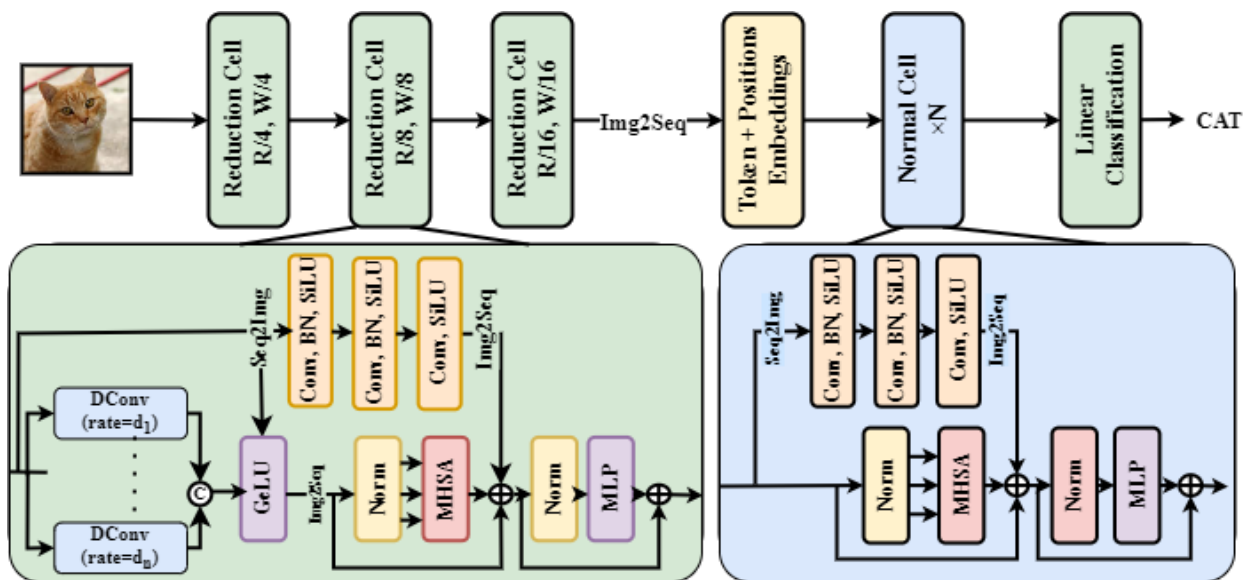 Reduction Cell
R/4, W/4
Reduction Cell
R/8, W/8
Reduction Cell
R/16, W/16
Img2Seq
Token + Positions
Embeddings
Normal Cell
×N
Linear
Classification
CAT
Seq2Img
Conv, BN, SiLU
Conv, BN, SiLU
Conv, SiLU
Img2Seq
DConv
(rate=d₁)
DConv
(rate=dₙ)
C
GeLU
Img2Seq
Norm
MHSA
Norm
MLP
Seq2Img
Conv, BN, SiLU
Conv, BN, SiLU
Conv, SiLU
Img2Seq
Norm
MHSA
Norm
MLP